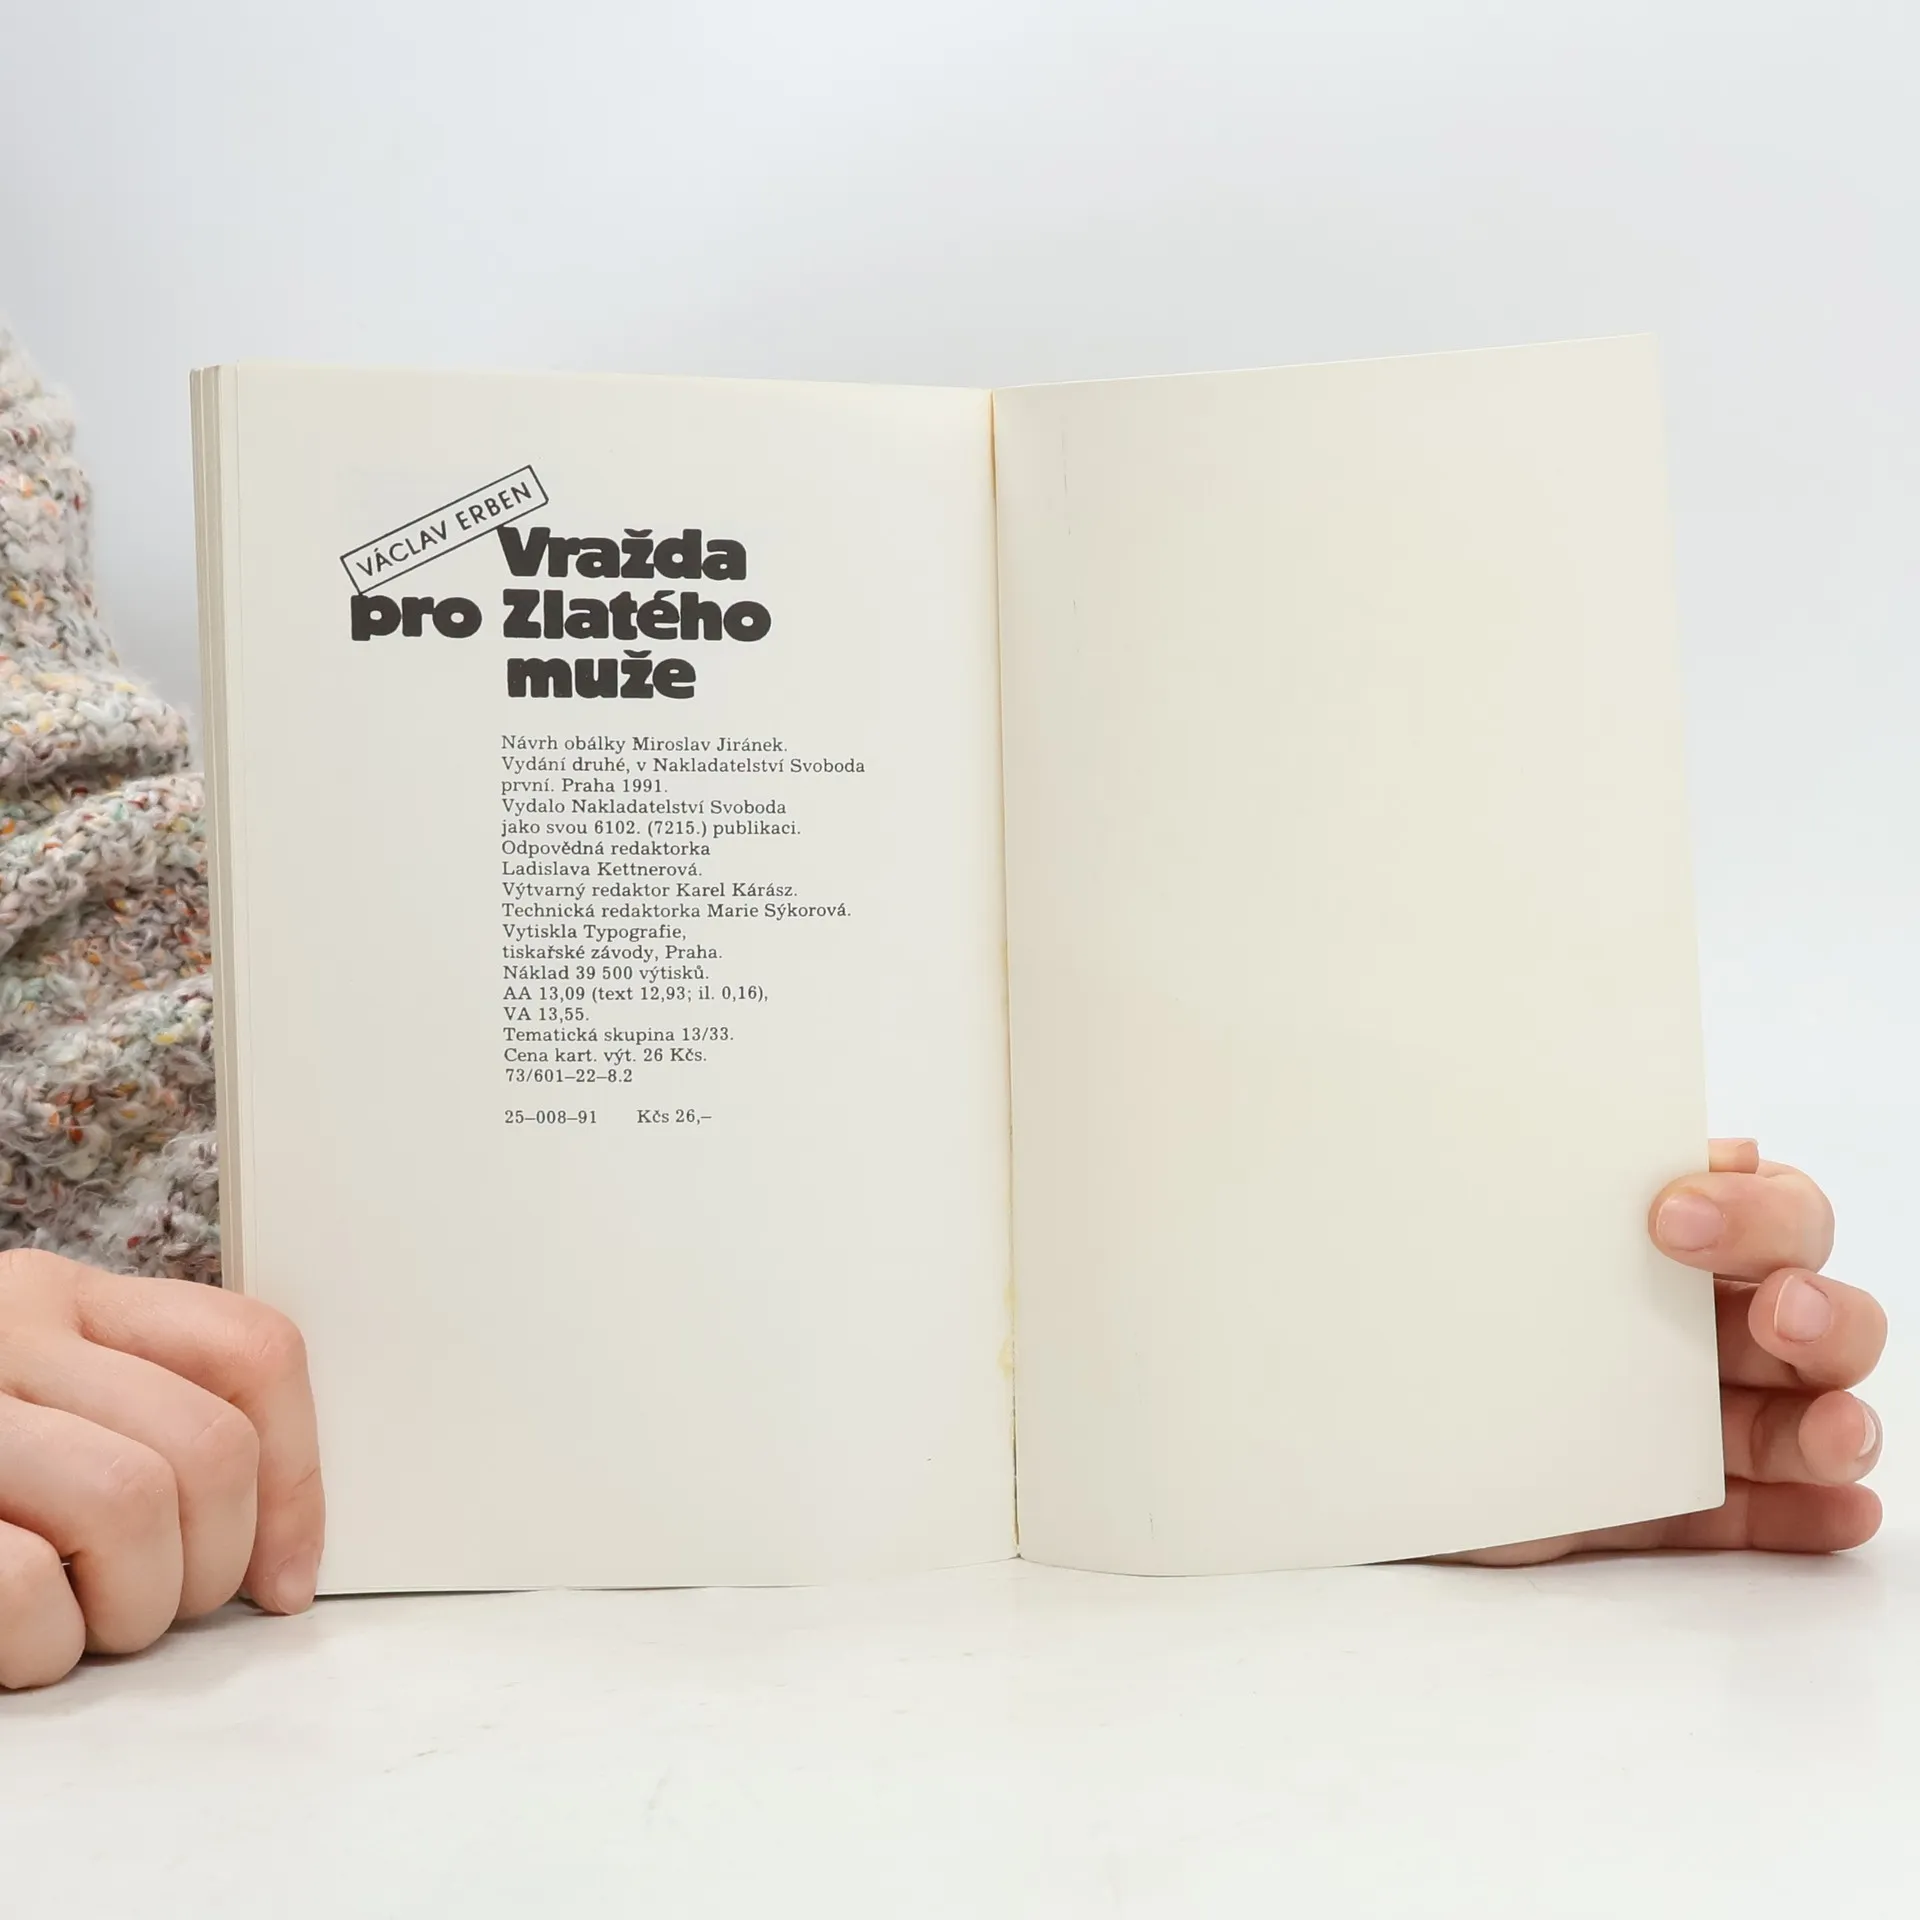 VÁCLAV ERBEN
Vražda
pro Zlatého
muže
Návrh obálky Miroslav Jiránek.
Vydání druhé, v Nakladatelství Svoboda
první. Praha 1991.
Vydalo Nakladatelství Svoboda
jako svou 6102. (7215.) publikaci.
Odpovědná redaktorka
Ladislava Kettnerová.
Výtvarný redaktor Karel Kárász.
Technická redaktorka Marie Sýkorová.
Vytiskla Typografie,
tiskařské závody, Praha.
Náklad 39 500 výtisků.
AA 13,09 (text 12,93; il. 0,16),
VA 13,55.
Tematická skupina 13/33.
Cena kart. výt. 26 Kčs.
73/601–22–8.2
25–008–91 Kčs 26,–